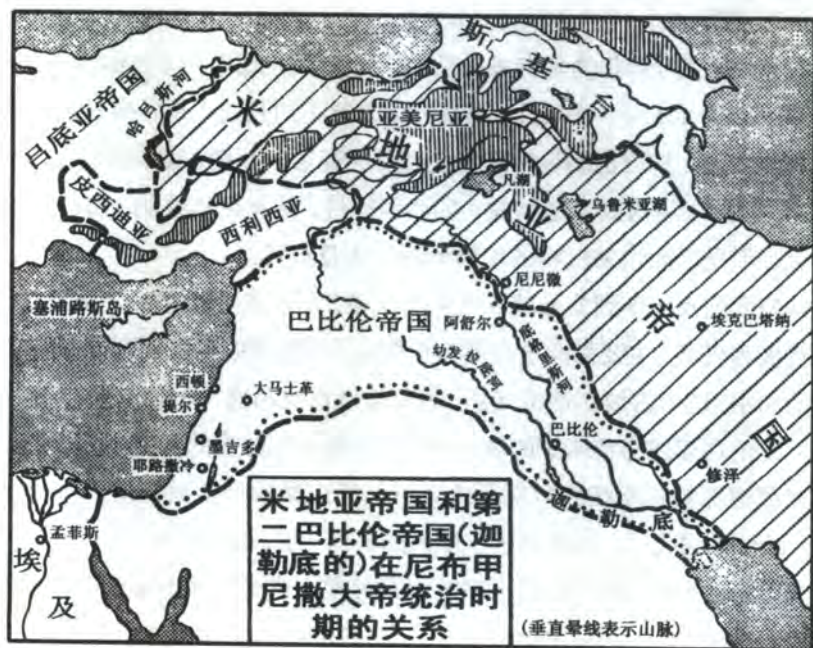 斯基台人
吕底亚帝国
哈吕斯河
米地亚帝国
亚美尼亚
凡湖
乌鲁米亚湖
皮西迪亚
西利西亚
尼尼微
塞浦路斯岛
巴比伦帝国
阿舒尔
埃克巴塔纳
幼发拉底河
底格里斯河
西顿
大马士革
提尔
巴比伦
墨吉多
耶路撒冷
修泽
迦勒底
孟菲斯
埃及
米地亚帝国和第
二巴比伦帝国(迦
勒底的)在尼布甲
尼撒大帝统治时
期的关系
(垂直晕线表示山脉)